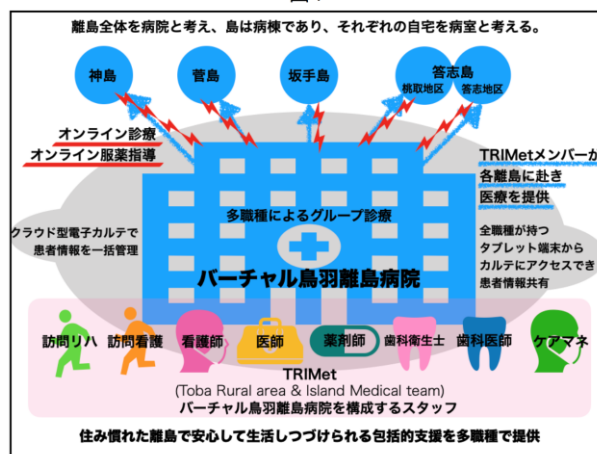 離島全体を病院と考え、島は病棟であり、それぞれの自宅を病室と考える。
神島
菅島
坂手島
答志島
桃取地区
答志地区
オンライン診療
オンライン服薬指導
TRIMetメンバーが
各離島に赴き
医療を提供
多職種によるグループ診療
クラウド型電子カルテで
患者情報を一括管理
全職種が持つ
タブレット端末から
カルテにアクセスでき
患者情報共有
バーチャル鳥羽離島病院
訪問リハ
訪問看護
看護師
医師
薬剤師
歯科衛生士
歯科医師
ケアマネ
TRIMet
(Toba Rural area & Island Medical team)
バーチャル鳥羽離島病院を構成するスタッフ
住み慣れた離島で安心して生活しつづけられる包括的支援を多職種で提供